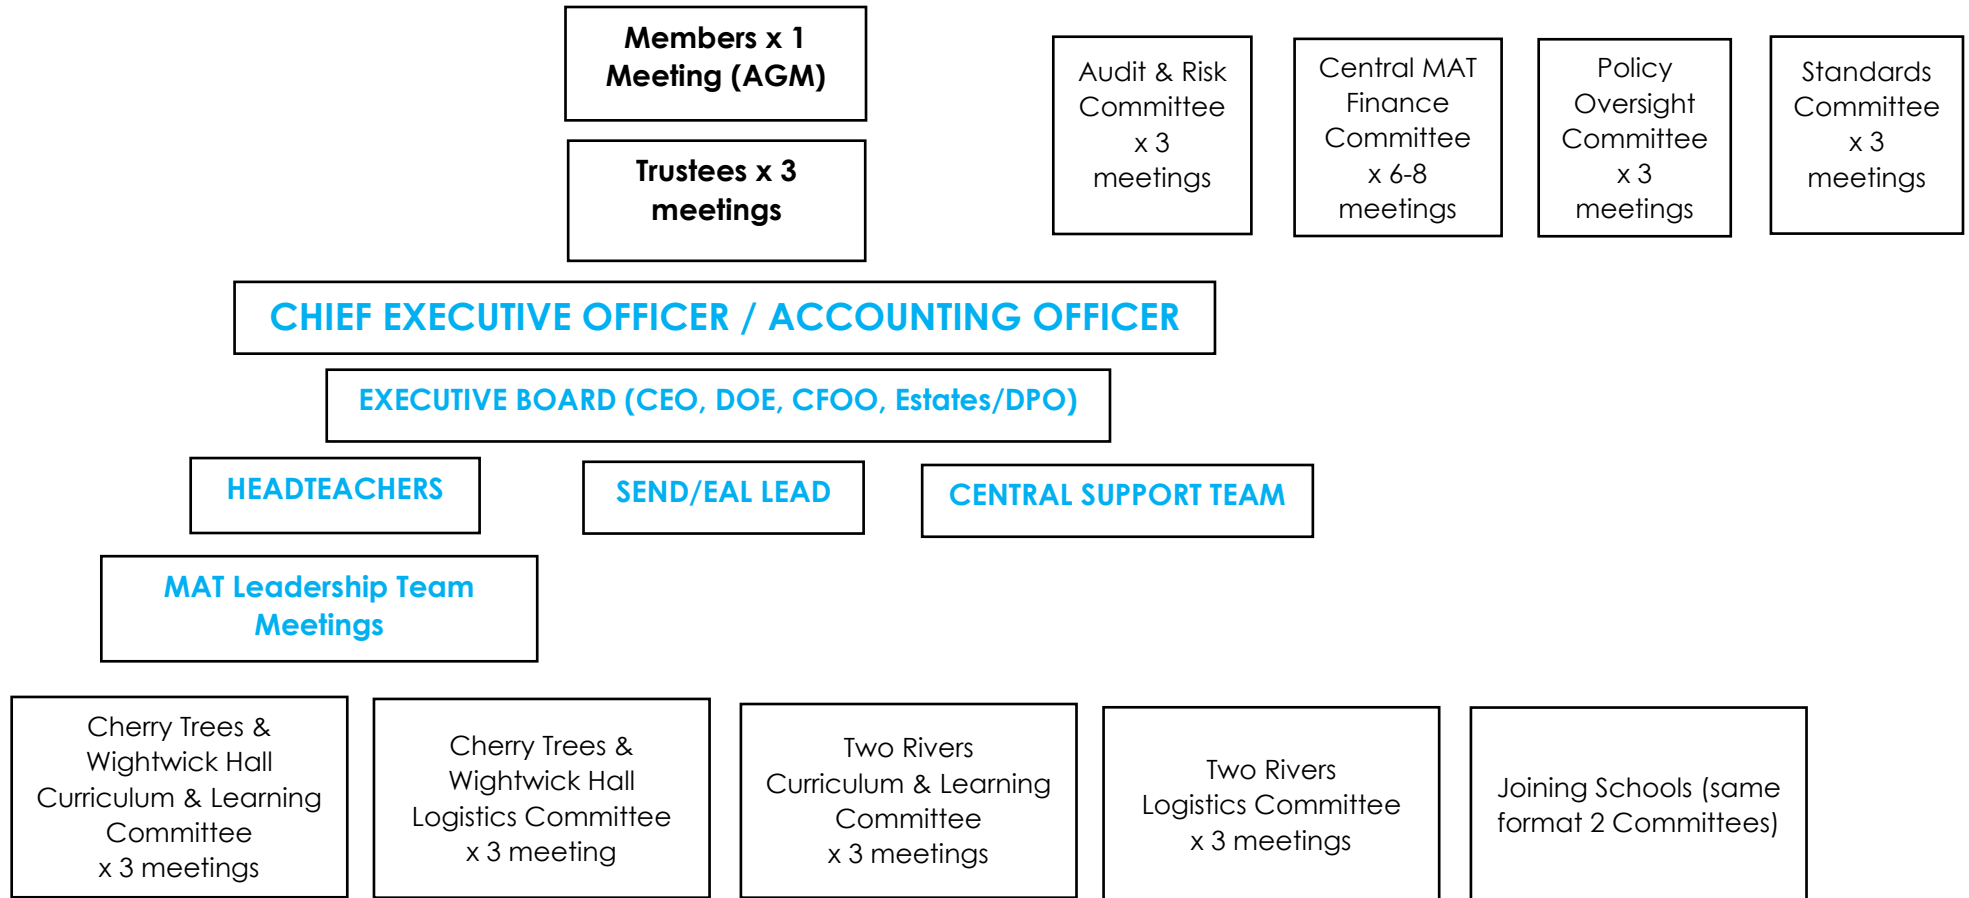 Members x 1
Meeting (AGM)
Trustees x 3
meetings
Audit & Risk
Committee
x 3
meetings
Central MAT
Finance
Committee
x 6-8
meetings
Policy
Oversight
Committee
x 3
meetings
Standards
Committee
x 3
meetings
CHIEF EXECUTIVE OFFICER / ACCOUNTING OFFICER
EXECUTIVE BOARD (CEO, DOE, CFOO, Estates/DPO)
HEADTEACHERS
SEND/EAL LEAD
CENTRAL SUPPORT TEAM
MAT Leadership Team
Meetings
Cherry Trees &
Wightwick Hall
Curriculum & Learning
Committee
x 3 meetings
Cherry Trees &
Wightwick Hall
Logistics Committee
x 3 meeting
Two Rivers
Curriculum & Learning
Committee
x 3 meetings
Two Rivers
Logistics Committee
x 3 meetings
Joining Schools (same
format 2 Committees)